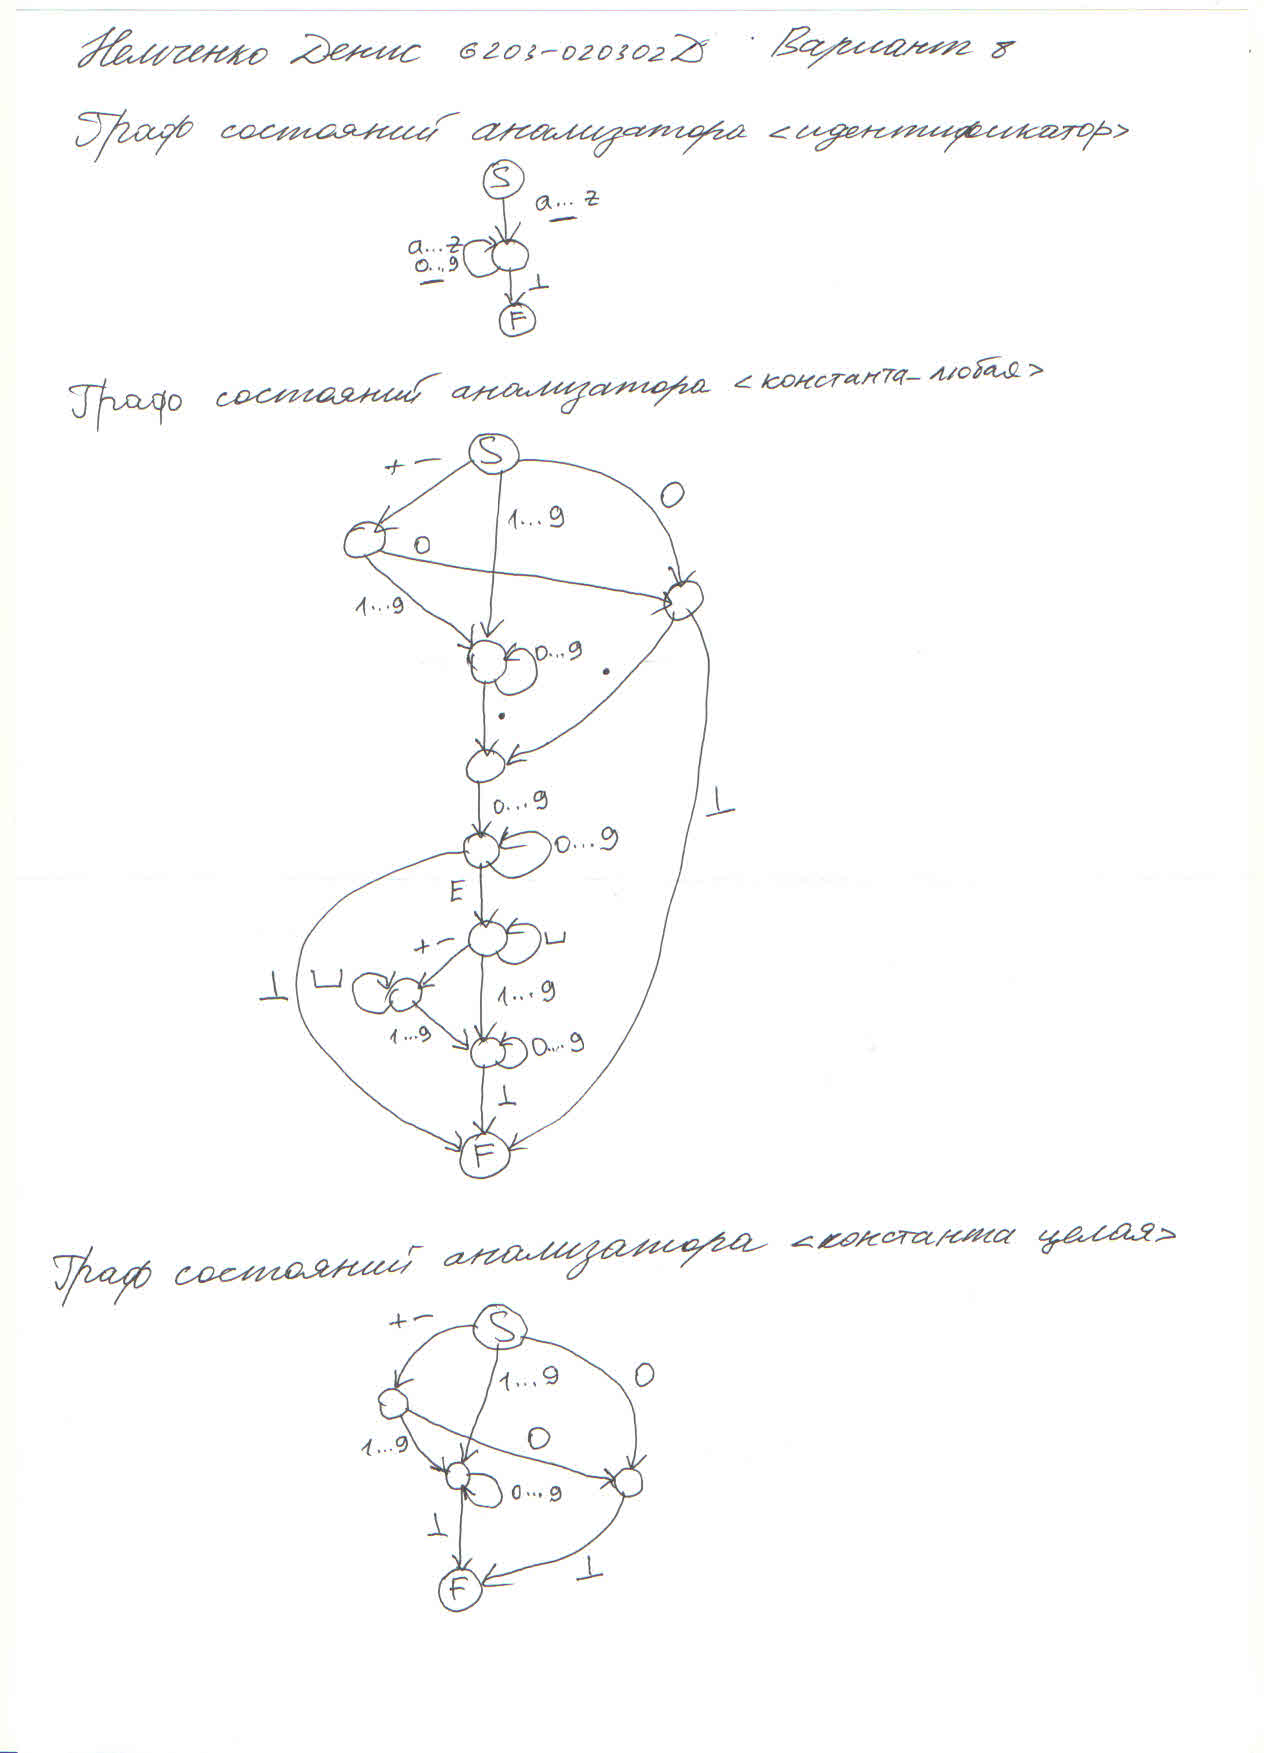 Немченко Денис 6203-020302D Вариант 8
Граф состояний анализатора <идентификатор>
S
a...z
a...z
0...9
⊥
F
Граф состояний анализатора <константа-любая>
S
+ -
0
1...9
0
1...9
0...9
.
.
0...9
⊥
0...9
E
+ - ⊔
⊥ ⊔
1...9
1...9
0...9
⊥
F
Граф состояний анализатора <константа целая>
+ - S
1...9 0
1...9 0
0...9
⊥
⊥
F